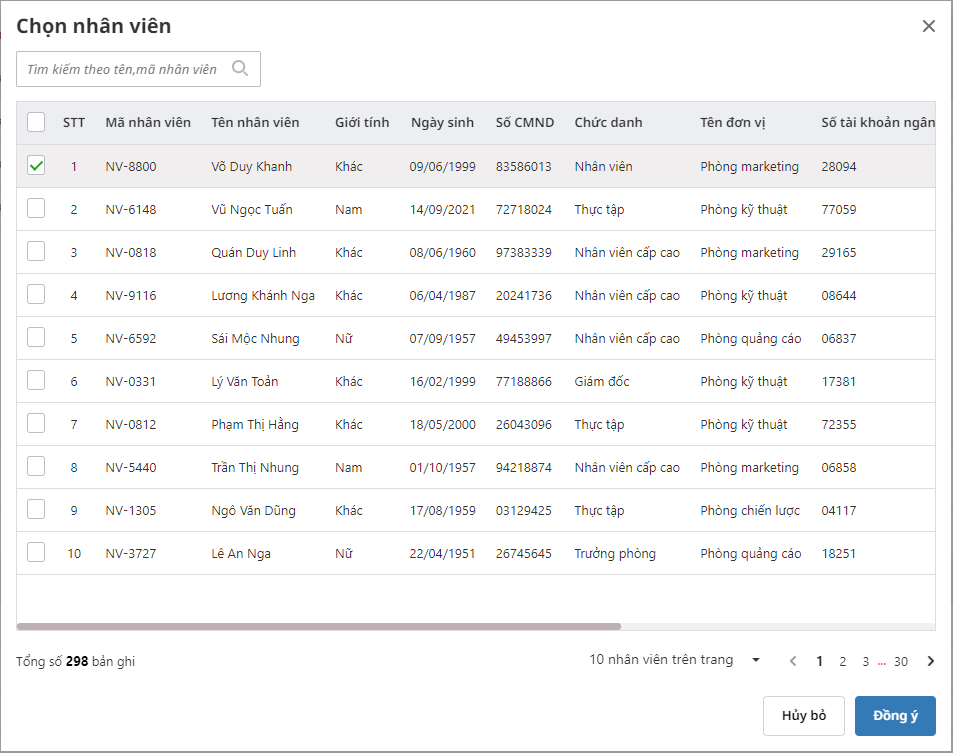 Chọn nhân viên
Tìm kiếm theo tên,mã nhân viên
STT Mã nhân viên Tên nhân viên Giới tính Ngày sinh Số CMND Chức danh Tên đơn vị Số tài khoản ngân
1 NV-8800 Võ Duy Khanh Khác 09/06/1999 83586013 Nhân viên Phòng marketing 28094
2 NV-6148 Vũ Ngọc Tuấn Nam 14/09/2021 72718024 Thực tập Phòng kỹ thuật 77059
3 NV-0818 Quán Duy Linh Khác 08/06/1960 97383339 Nhân viên cấp cao Phòng marketing 29165
4 NV-9116 Lương Khánh Nga Khác 06/04/1987 20241736 Nhân viên cấp cao Phòng kỹ thuật 08644
5 NV-6592 Sái Mộc Nhung Nữ 07/09/1957 49453997 Nhân viên cấp cao Phòng quảng cáo 06837
6 NV-0331 Lý Văn Toản Khác 16/02/1999 77188866 Giám đốc Phòng kỹ thuật 17381
7 NV-0812 Phạm Thị Hằng Khác 18/05/2000 26043096 Thực tập Phòng kỹ thuật 72355
8 NV-5440 Trần Thị Nhung Nam 01/10/1957 94218874 Nhân viên cấp cao Phòng marketing 06858
9 NV-1305 Ngô Văn Dũng Khác 17/08/1959 03129425 Thực tập Phòng chiến lược 04117
10 NV-3727 Lê An Nga Nữ 22/04/1951 26745645 Trưởng phòng Phòng quảng cáo 18251
Tổng số 298 bản ghi 10 nhân viên trên trang 1 2 3 ... 30
Hủy bỏ Đồng ý